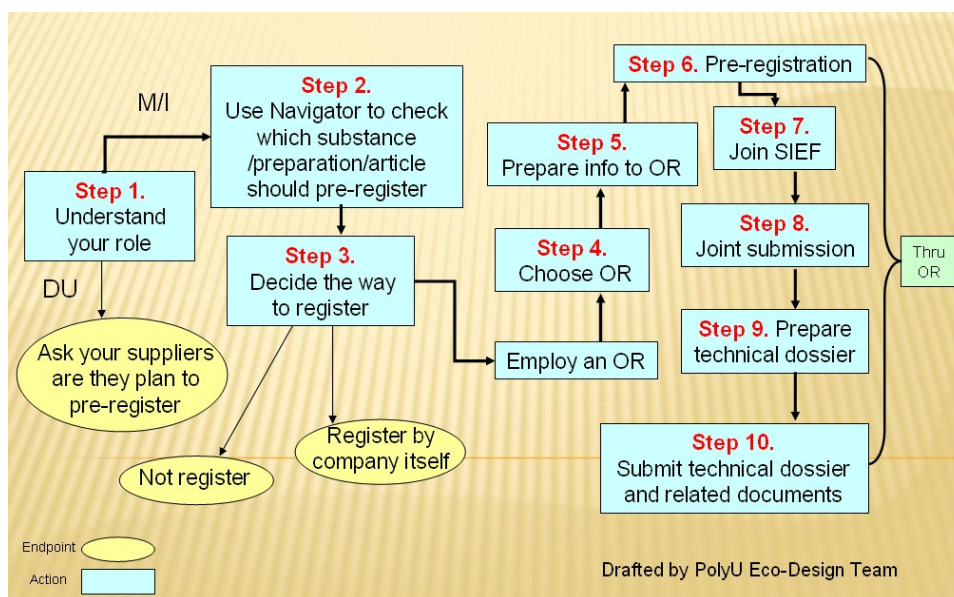 M/I
Step 1.
Understand
your role
DU
Ask your suppliers
are they plan to
pre-register
Step 2.
Use Navigator to check
which substance
/preparation/article
should pre-register
Step 3.
Decide the way
to register
Not register
Register by
company itself
Employ an OR
Step 4.
Choose OR
Step 5.
Prepare info to OR
Step 6. Pre-registration
Step 7.
Join SIEF
Step 8.
Joint submission
Step 9. Prepare
technical dossier
Step 10.
Submit technical dossier
and related documents
Thru
OR
Endpoint
Action
Drafted by PolyU Eco-Design Team